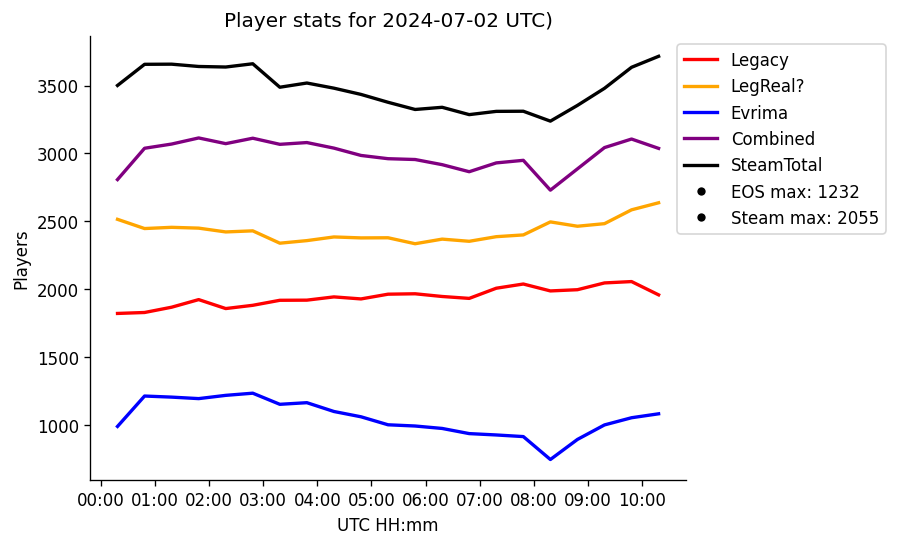 Player stats for 2024-07-02 UTC)
Legacy
LegReal?
Evrima
Combined
SteamTotal
EOS max: 1232
Steam max: 2055
Players
3500
3000
2500
2000
1500
1000
00:00 01:00 02:00 03:00 04:00 05:00 06:00 07:00 08:00 09:00 10:00
UTC HH:mm